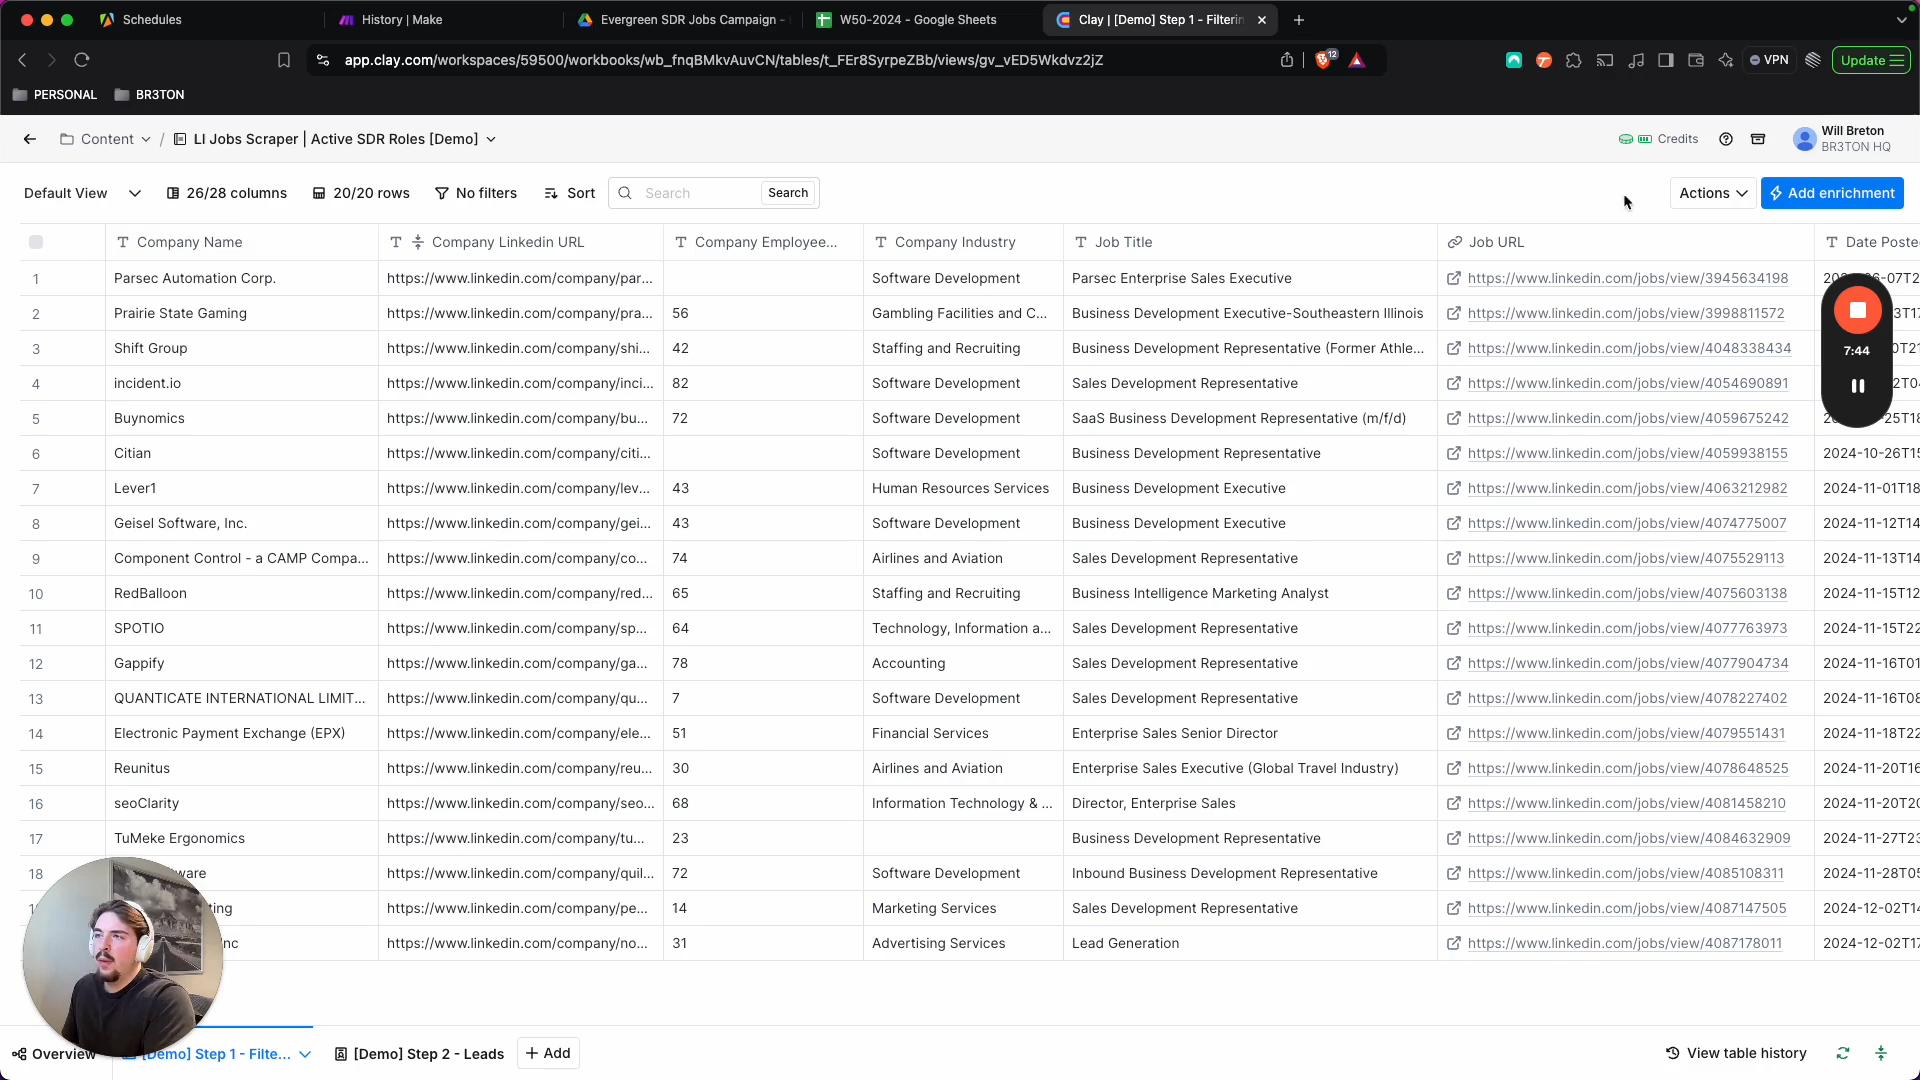 Schedules
History | Make
Evergreen SDR Jobs Campaign -
W50-2024 - Google Sheets
Clay | [Demo] Step 1 - Filterin
app.clay.com/workspaces/59500/workbooks/wb_fnqBMkvAuvCN/tables/t_FEr8SyrpeZBb/views/gv_vED5Wkdvz2jZ
12
VPN
Update
PERSONAL
BR3TON
Content / LI Jobs Scraper | Active SDR Roles [Demo]
Credits
Will Breton
BR3TON HQ
Default View
26/28 columns
20/20 rows
No filters
Sort
Search
Search
Actions
Add enrichment
Company Name Company Linkedin URL Company Employee... Company Industry Job Title Job URL Date Poste
1 Parsec Automation Corp. https://www.linkedin.com/company/par... Software Development Parsec Enterprise Sales Executive https://www.linkedin.com/jobs/view/3945634198
2 Prairie State Gaming https://www.linkedin.com/company/pra... 56 Gambling Facilities and C... Business Development Executive-Southeastern Illinois https://www.linkedin.com/jobs/view/3998811572
3 Shift Group https://www.linkedin.com/company/shi... 42 Staffing and Recruiting Business Development Representative (Former Athle... https://www.linkedin.com/jobs/view/4048338434
7:44
4 incident.io https://www.linkedin.com/company/inci... 82 Software Development Sales Development Representative https://www.linkedin.com/jobs/view/4054690891
5 Buynomics https://www.linkedin.com/company/bu... 72 Software Development SaaS Business Development Representative (m/f/d) https://www.linkedin.com/jobs/view/4059675242
6 Citian https://www.linkedin.com/company/citi... Software Development Business Development Representative https://www.linkedin.com/jobs/view/4059938155 2024-10-26T15
7 Lever1 https://www.linkedin.com/company/lev... 43 Human Resources Services Business Development Executive https://www.linkedin.com/jobs/view/4063212982 2024-11-01T18
8 Geisel Software, Inc. https://www.linkedin.com/company/gei... 43 Software Development Business Development Executive https://www.linkedin.com/jobs/view/4074775007 2024-11-12T14
9 Component Control - a CAMP Compa... https://www.linkedin.com/company/co... 74 Airlines and Aviation Sales Development Representative https://www.linkedin.com/jobs/view/4075529113 2024-11-13T14
10 RedBalloon https://www.linkedin.com/company/red... 65 Staffing and Recruiting Business Intelligence Marketing Analyst https://www.linkedin.com/jobs/view/4075603138 2024-11-15T12
11 SPOTIO https://www.linkedin.com/company/sp... 64 Technology, Information a... Sales Development Representative https://www.linkedin.com/jobs/view/4077763973 2024-11-15T22
12 Gappify https://www.linkedin.com/company/ga... 78 Accounting Sales Development Representative https://www.linkedin.com/jobs/view/4077904734 2024-11-16T01
13 QUANTICATE INTERNATIONAL LIMIT... https://www.linkedin.com/company/qu... 7 Software Development Sales Development Representative https://www.linkedin.com/jobs/view/4078227402 2024-11-16T08
14 Electronic Payment Exchange (EPX) https://www.linkedin.com/company/ele... 51 Financial Services Enterprise Sales Senior Director https://www.linkedin.com/jobs/view/4079551431 2024-11-18T22
15 Reunitus https://www.linkedin.com/company/reu... 30 Airlines and Aviation Enterprise Sales Executive (Global Travel Industry) https://www.linkedin.com/jobs/view/4078648525 2024-11-20T16
16 seoClarity https://www.linkedin.com/company/seo... 68 Information Technology & ... Director, Enterprise Sales https://www.linkedin.com/jobs/view/4081458210 2024-11-20T20
17 TuMeke Ergonomics https://www.linkedin.com/company/tu... 23 Business Development Representative https://www.linkedin.com/jobs/view/4084632909 2024-11-27T23
18 ware https://www.linkedin.com/company/quil... 72 Software Development Inbound Business Development Representative https://www.linkedin.com/jobs/view/4085108311 2024-11-28T05
ting https://www.linkedin.com/company/pe... 14 Marketing Services Sales Development Representative https://www.linkedin.com/jobs/view/4087147505 2024-12-02T14
nc https://www.linkedin.com/company/no... 31 Advertising Services Lead Generation https://www.linkedin.com/jobs/view/4087178011 2024-12-02T17
Overview
[Demo] Step 1 - Filte...
[Demo] Step 2 - Leads
+ Add
View table history